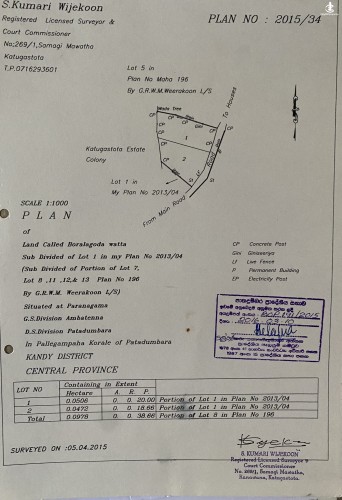 S.Kumari Wijekoon
Registered Licensed Surveyor &
Court Commissioner
No;269/1,Samagi Mawatha
Katugastota
T.P.0716293601
PLAN NO : 2015/34
Lot 5 in
Plan No Maha 196
By G.R.W.M.Weerakoon L/S.
To Houses
1
2
Katugastota Estate
Colony
Lot 1 in
My Plan No 2013/04
From Main Road
SCALE 1:1000
P L A N
of
Land Called Boralagoda watta
Sub Divided of Lot 1 in my Plan No 2013/04
(Sub Divided of Portion of Lot 7,
Lot 8 ,11 ,12,& 13 Plan No 196
By G.R.W.M. Weerakoon L/S)
Situated at Paranagama
G.S.Division Ambatenna
D.S.Division Patadumbara
In Pallegampaha Korale of Patadumbara
KANDY DISTRICT
CENTRAL PROVINCE
CP Concrete Post
Gini Giniseeriya
LF Live Fence
P Permanent Building
EP Electricity Post
LOT NO Containing in Extent
Hectare A. R. P.
1 0.0506 0. 0. 20.00 Portion of Lot 1 in Plan No 2013/04
2 0.0472 0. 0. 18.66 Portion of Lot 1 in Plan No 2013/04
Total 0.0978 0. 0. 38.66 Portion of Lot 8 in Plan No 196
SURVEYED ON :05.04.2015
S. KUMARI WIJEKOON
Registered Licensed Surveyor &
Court Commissioner
No. 269/1, Samagi Mawatha,
Ranawana, Katugastota.